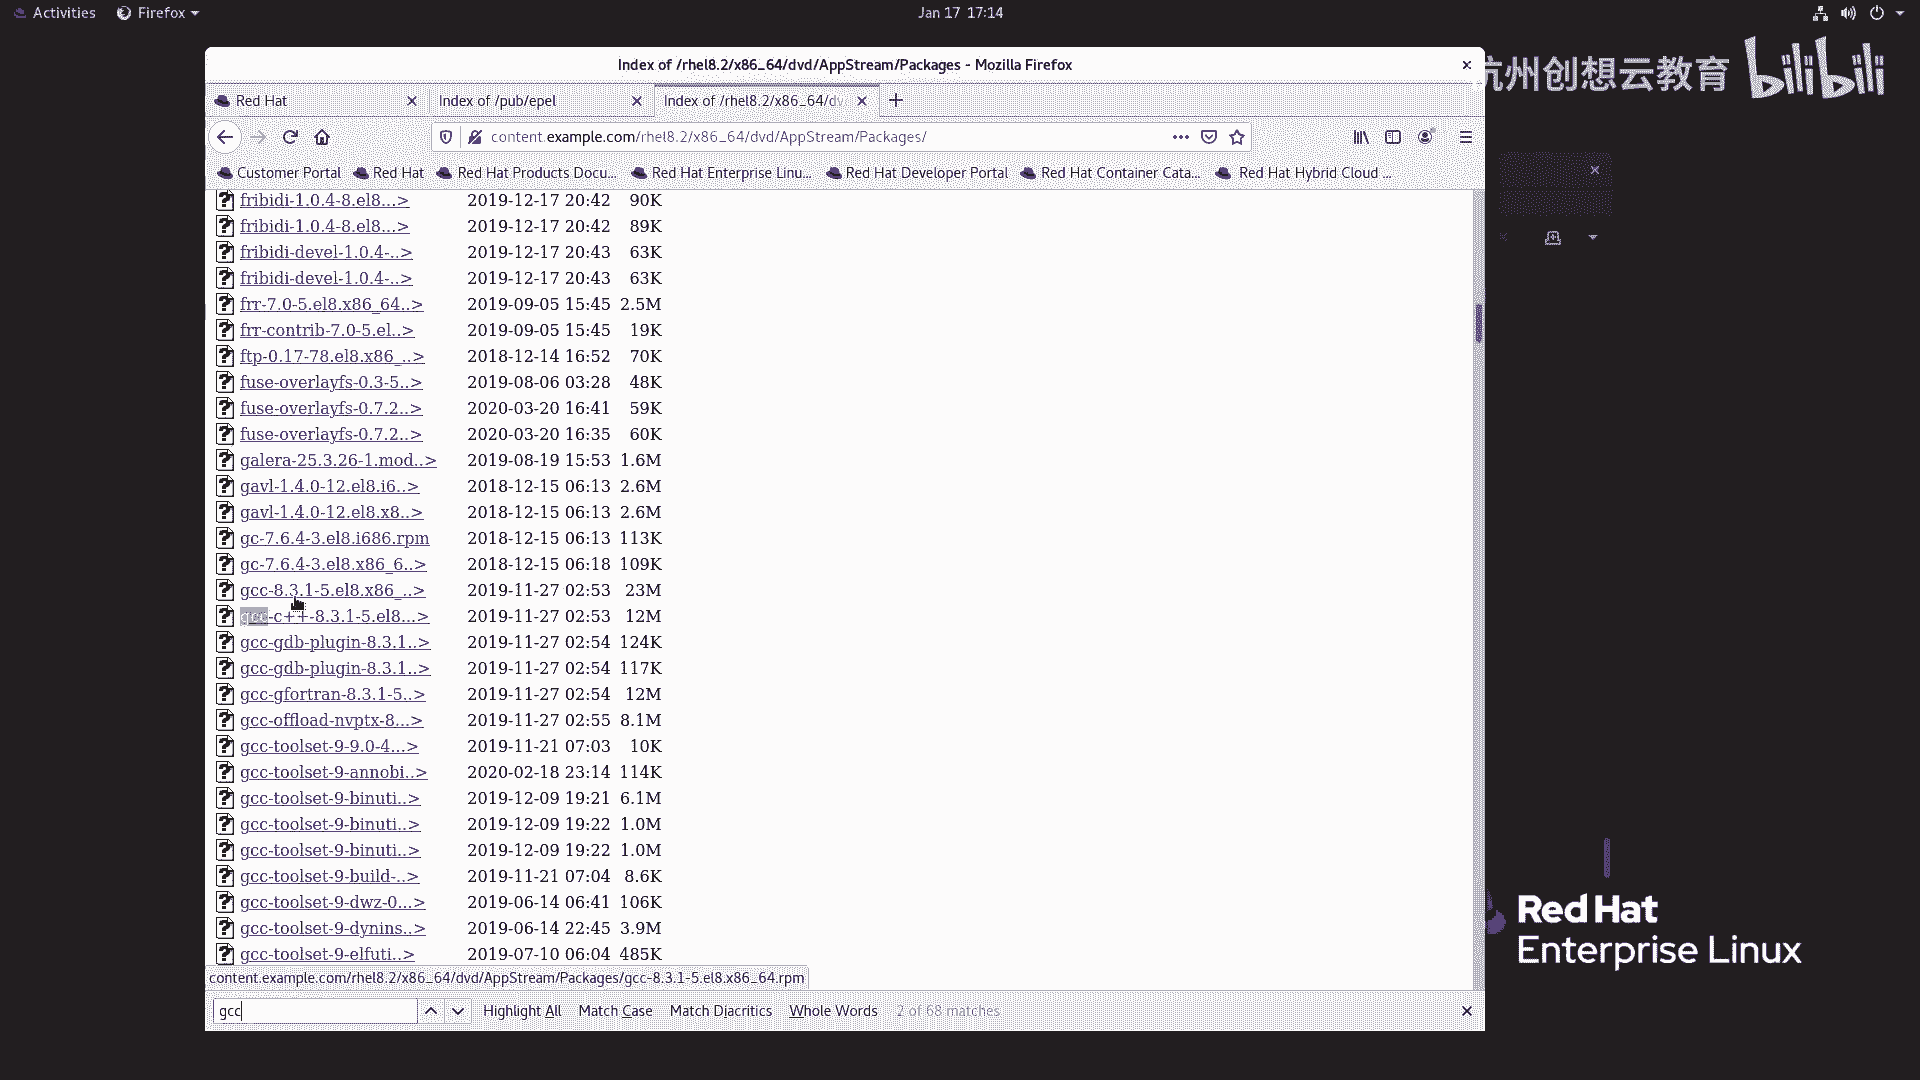 Activities Firefox Jan 17 17:14
Index of /rhel8.2/x86_64/dvd/AppStream/Packages - Mozilla Firefox
杭州创想云教育 bilibili
Red Hat Index of /pub/epel Index of /rhel8.2/x86_64/dv
content.example.com/rhel8.2/x86_64/dvd/AppStream/Packages/
Customer Portal Red Hat Red Hat Products Docu... Red Hat Enterprise Linu... Red Hat Developer Portal Red Hat Container Cata... Red Hat Hybrid Cloud ...
fribidi-1.0.4-8.el8...> 2019-12-17 20:42 90K
fribidi-1.0.4-8.el8...> 2019-12-17 20:42 89K
fribidi-devel-1.0.4-..> 2019-12-17 20:43 63K
fribidi-devel-1.0.4-..> 2019-12-17 20:43 63K
frr-7.0-5.el8.x86_64..> 2019-09-05 15:45 2.5M
frr-contrib-7.0-5.el..> 2019-09-05 15:45 19K
ftp-0.17-78.el8.x86_..> 2018-12-14 16:52 70K
fuse-overlayfs-0.3-5..> 2019-08-06 03:28 48K
fuse-overlayfs-0.7.2..> 2020-03-20 16:41 59K
fuse-overlayfs-0.7.2..> 2020-03-20 16:35 60K
galera-25.3.26-1.mod..> 2019-08-19 15:53 1.6M
gavl-1.4.0-12.el8.i6..> 2018-12-15 06:13 2.6M
gavl-1.4.0-12.el8.x8..> 2018-12-15 06:13 2.6M
gc-7.6.4-3.el8.i686.rpm 2018-12-15 06:13 113K
gc-7.6.4-3.el8.x86_6..> 2018-12-15 06:18 109K
gcc-8.3.1-5.el8.x86_..> 2019-11-27 02:53 23M
gcc-c++-8.3.1-5.el8...> 2019-11-27 02:53 12M
gcc-gdb-plugin-8.3.1..> 2019-11-27 02:54 124K
gcc-gdb-plugin-8.3.1..> 2019-11-27 02:54 117K
gcc-gfortran-8.3.1-5..> 2019-11-27 02:54 12M
gcc-offload-nvptx-8...> 2019-11-27 02:55 8.1M
gcc-toolset-9-9.0-4...> 2019-11-21 07:03 10K
gcc-toolset-9-annobi..> 2020-02-18 23:14 114K
gcc-toolset-9-binuti..> 2019-12-09 19:21 6.1M
gcc-toolset-9-binuti..> 2019-12-09 19:22 1.0M
gcc-toolset-9-binuti..> 2019-12-09 19:22 1.0M
gcc-toolset-9-build-..> 2019-11-21 07:04 8.6K
gcc-toolset-9-dwz-0...> 2019-06-14 06:41 106K
gcc-toolset-9-dynins..> 2019-06-14 22:45 3.9M
gcc-toolset-9-elfuti..> 2019-07-10 06:04 485K
Red Hat
Enterprise Linux
content.example.com/rhel8.2/x86_64/dvd/AppStream/Packages/gcc-8.3.1-5.el8.x86_64.rpm
gcc Highlight All Match Case Match Diacritics Whole Words 2 of 68 matches